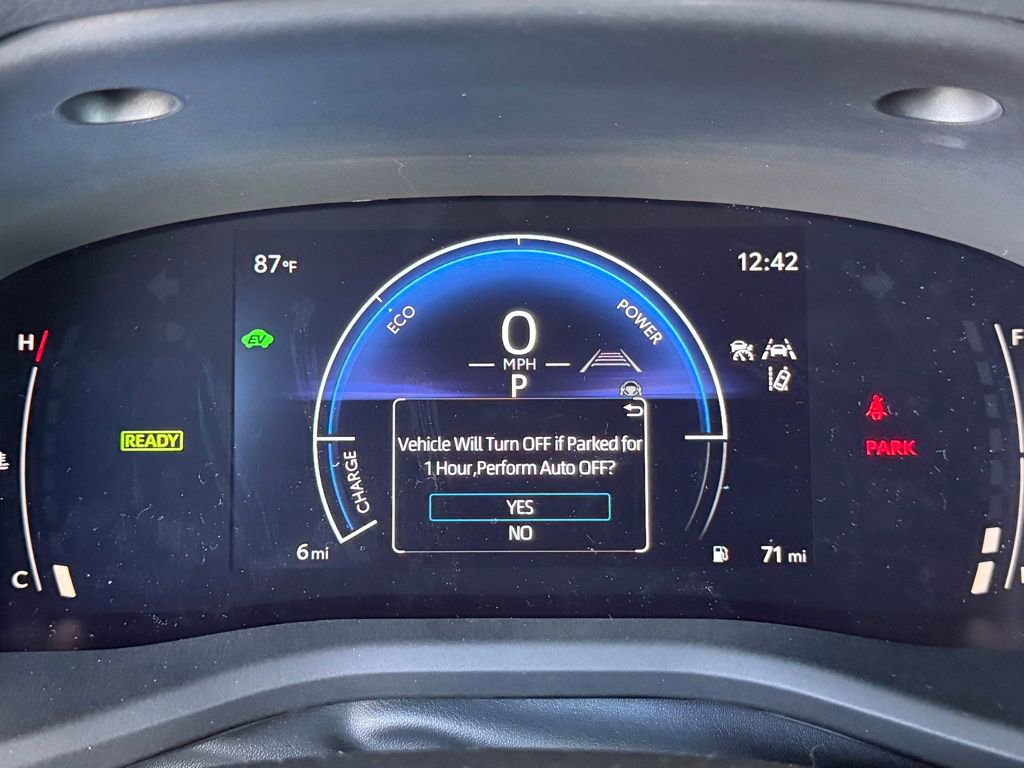 87°F
12:42
ECO
POWER
0
MPH
P
EV
H
F
READY
PARK
CHARGE
Vehicle Will Turn OFF if Parked for
1 Hour,Perform Auto OFF?
YES
NO
6 mi
71 mi
C